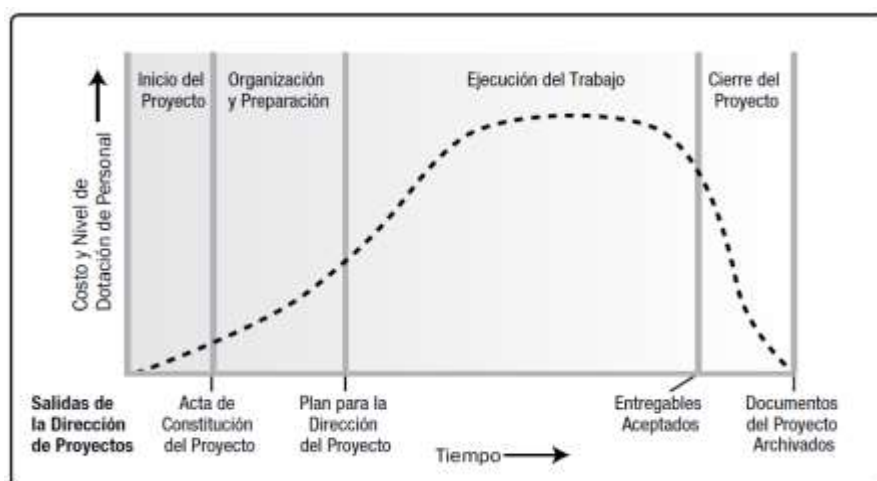 Inicio del
Proyecto
Organización
y Preparación
Ejecución del Trabajo
Cierre del
Proyecto
Costo y Nivel de
Dotación de Personal
Salidas de
la Dirección
de Proyectos
Acta de
Constitución
del Proyecto
Plan para la
Dirección
del Proyecto
Tiempo
Entregables
Aceptados
Documentos
del Proyecto
Archivados